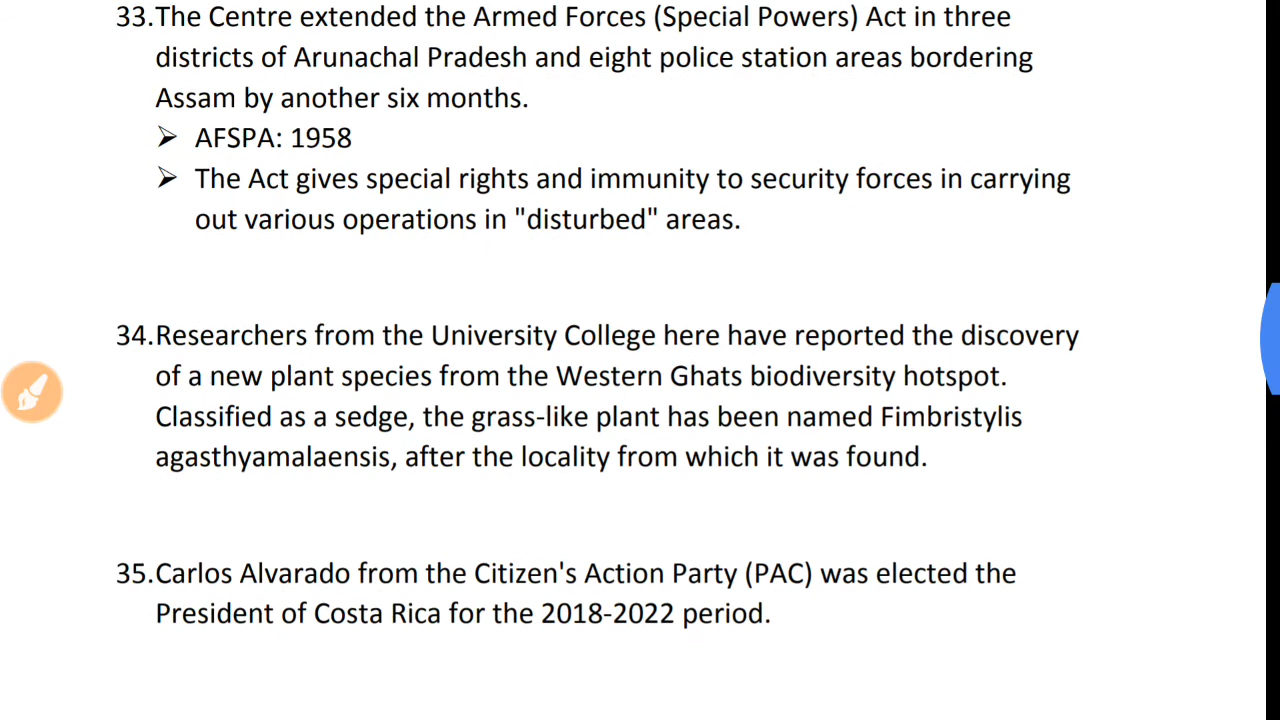 33.The Centre extended the Armed Forces (Special Powers) Act in three
districts of Arunachal Pradesh and eight police station areas bordering
Assam by another six months.
➢ AFSPA: 1958
➢ The Act gives special rights and immunity to security forces in carrying
out various operations in "disturbed" areas.
34.Researchers from the University College here have reported the discovery
of a new plant species from the Western Ghats biodiversity hotspot.
Classified as a sedge, the grass-like plant has been named Fimbristylis
agasthyamalaensis, after the locality from which it was found.
35.Carlos Alvarado from the Citizen's Action Party (PAC) was elected the
President of Costa Rica for the 2018-2022 period.